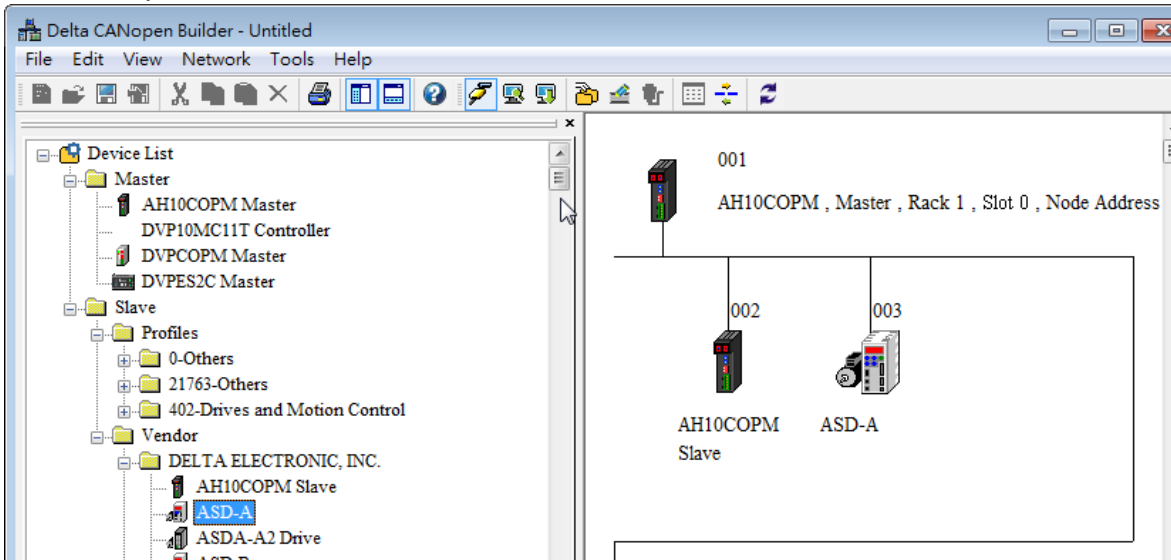 Delta CANopen Builder - Untitled
File Edit View Network Tools Help
Device List
Master
AH10COPM Master
DVP10MC11T Controller
DVPCOPM Master
DVPES2C Master
Slave
Profiles
0-Others
21763-Others
402-Drives and Motion Control
Vendor
DELTA ELECTRONIC, INC.
AH10COPM Slave
ASD-A
ASDA-A2 Drive
001
AH10COPM , Master , Rack 1 , Slot 0 , Node Address
002
003
AH10COPM
Slave
ASD-A